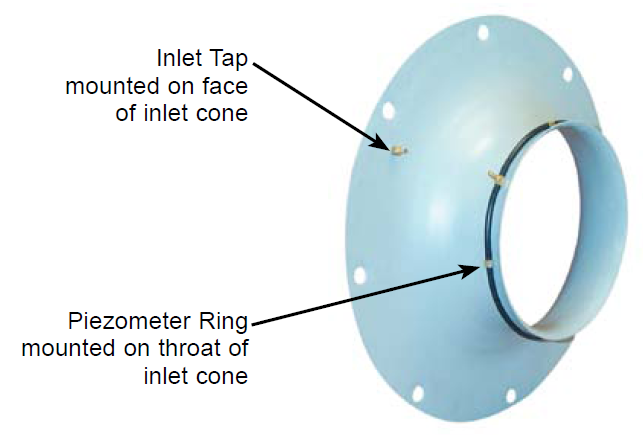 Inlet Tap
mounted on face
of inlet cone
Piezometer Ring
mounted on throat of
inlet cone